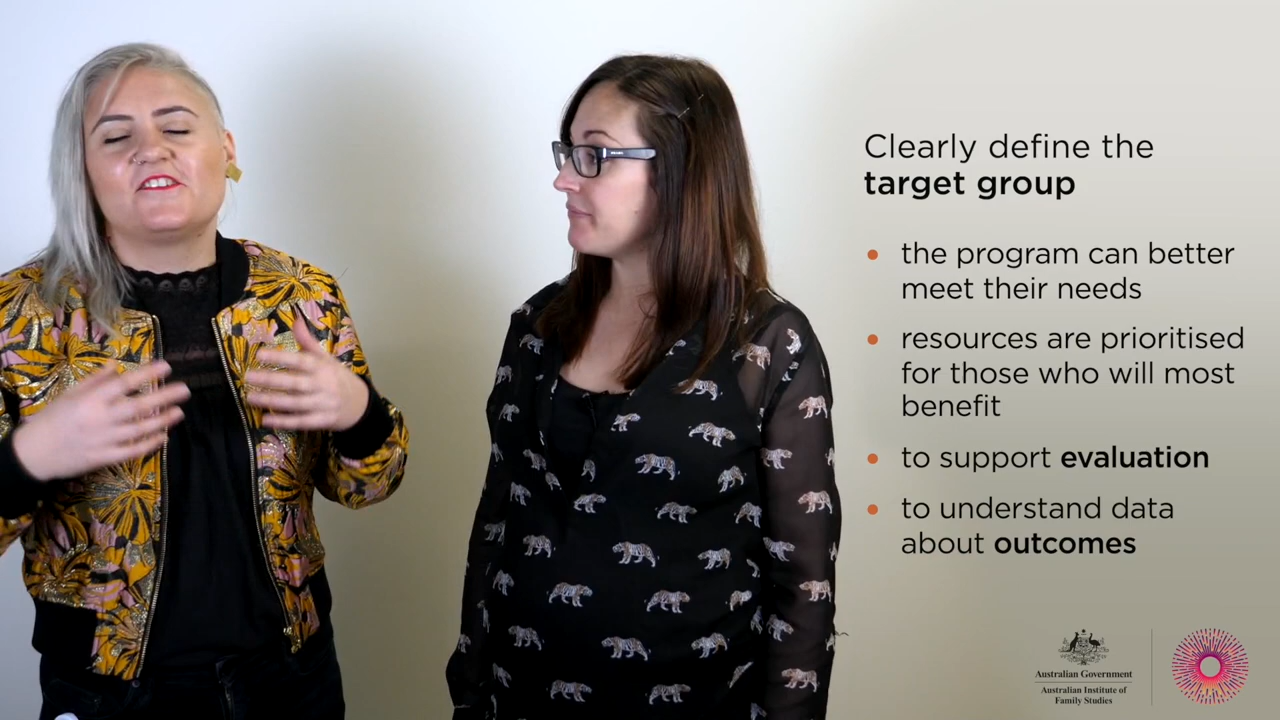 Clearly define the
target group
• the program can better
meet their needs
• resources are prioritised
for those who will most
benefit
• to support evaluation
• to understand data
about outcomes
Australian Government
Australian Institute of
Family Studies